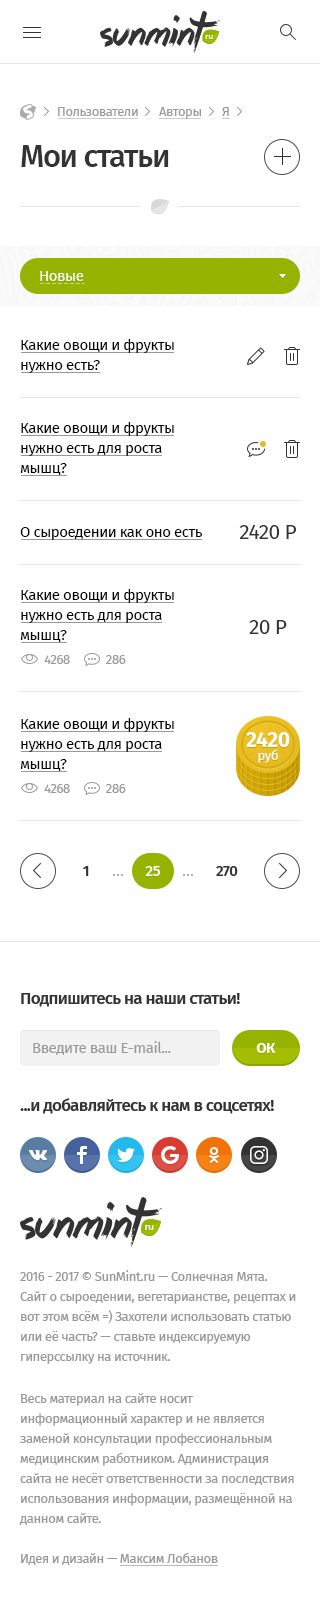 sunmint ru
Пользователи
Авторы
Я
Мои статьи
Новые
Какие овощи и фрукты
нужно есть?
Какие овощи и фрукты
нужно есть для роста
мышц?
О сыроедении как оно есть
2420 Р
Какие овощи и фрукты
нужно есть для роста
мышц?
20 Р
4268 286
Какие овощи и фрукты
нужно есть для роста
мышц?
2420
руб
4268 286
1 ... 25 ... 270
Подпишитесь на наши статьи!
Введите ваш E-mail...
ОК
...и добавляйтесь к нам в соцсетях!
sunmint ru
2016 - 2017 © SunMint.ru — Солнечная Мята.
Сайт о сыроедении, вегетарианстве, рецептах и
вот этом всём =) Захотели использовать статью
или её часть? — ставьте индексируемую
гиперссылку на источник.
Весь материал на сайте носит
информационный характер и не является
заменой консультации профессиональным
медицинским работником. Администрация
сайта не несёт ответственности за последствия
использования информации, размещённой на
данном сайте.
Идея и дизайн — Максим Лобанов